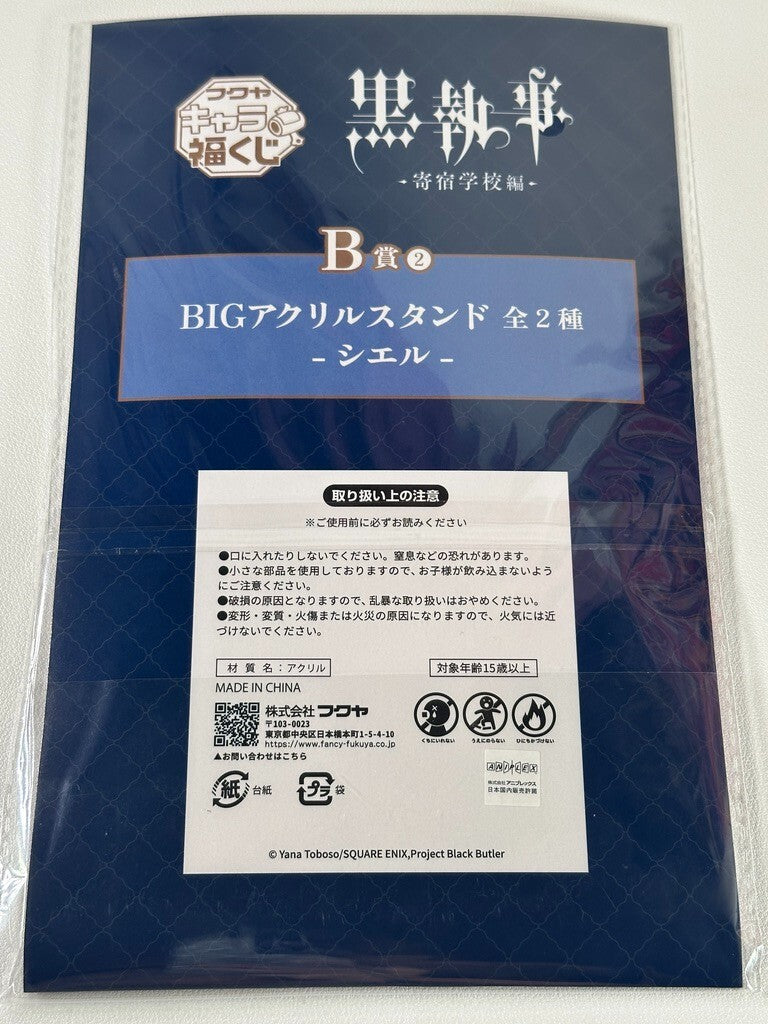 フクヤ
キャラ
福くじ
黒執事
寄宿学校編
B賞2
BIGアクリルスタンド 全2種
– シエル –
取り扱い上の注意
※ご使用前に必ずお読みください
●口に入れたりしないでください。窒息などの恐れがあります。
●小さな部品を使用しておりますので、お子様が飲み込まないよう
にご注意ください。
●破損の原因となりますので、乱暴な取り扱いはおやめください。
●変形・変質・火傷または火災の原因になりますので、火気には近
づけないでください。
材 質 名：アクリル
対象年齢15歳以上
MADE IN CHINA
株式会社 フクヤ
〒103-0023
東京都中央区日本橋本町1-5-4-10
https://www.fancy-fukuya.co.jp
▲お問い合わせはこちら
くちにいれない
うえにのらない
ひにちかづけない
紙 台紙
プラ 袋
ANIPLEX
株式会社アニプレックス
日本国内販売許諾
© Yana Toboso/SQUARE ENIX,Project Black Butler